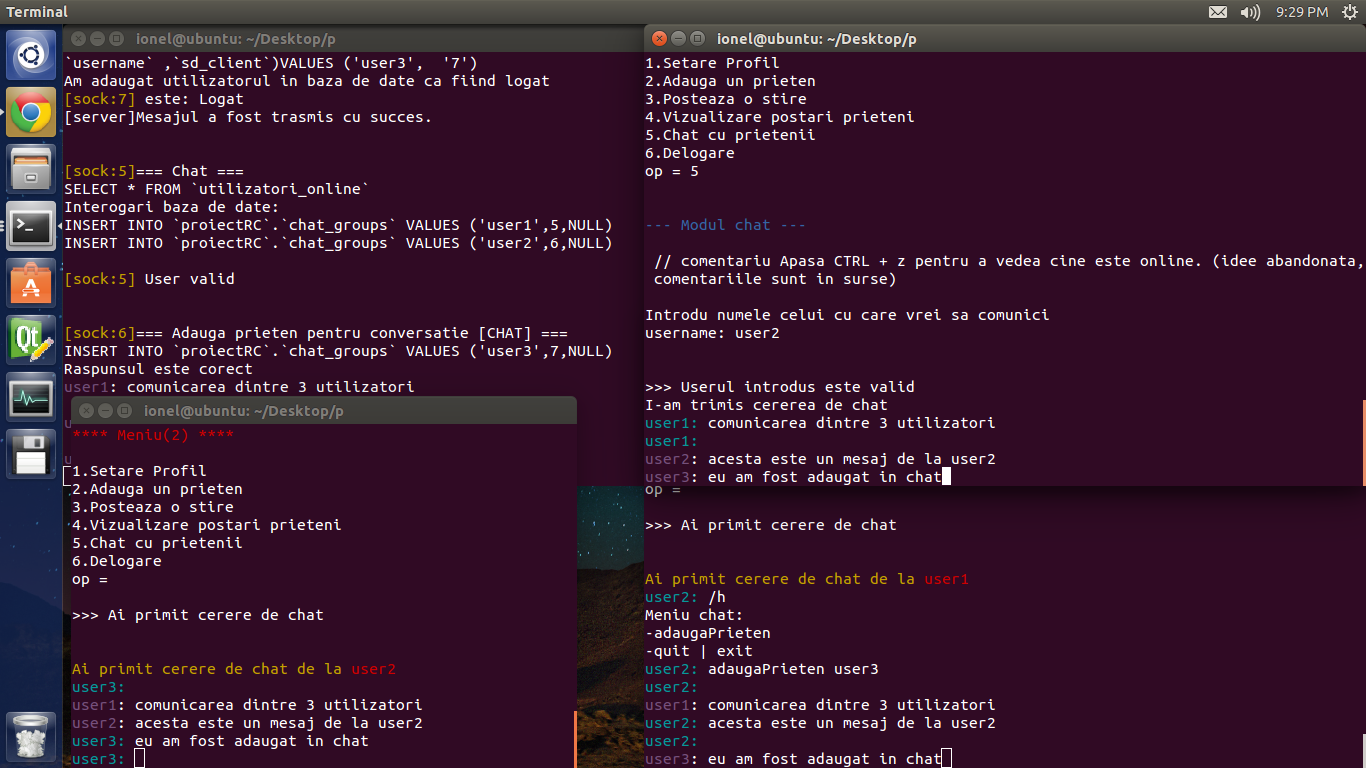 Terminal
9:29 PM
ionel@ubuntu: ~/Desktop/p
`username` ,`sd_client`)VALUES ('user3',  '7')
Am adaugat utilizatorul in baza de date ca fiind logat
[sock:7] este: Logat
[server]Mesajul a fost trasmis cu succes.
[sock:5]=== Chat ===
SELECT * FROM `utilizatori_online`
Interogari baza de date:
INSERT INTO `proiectRC`.`chat_groups` VALUES ('user1',5,NULL)
INSERT INTO `proiectRC`.`chat_groups` VALUES ('user2',6,NULL)
[sock:5] User valid
[sock:6]=== Adauga prieten pentru conversatie [CHAT] ===
INSERT INTO `proiectRC`.`chat_groups` VALUES ('user3',7,NULL)
Raspunsul este corect
user1: comunicarea dintre 3 utilizatori
ionel@ubuntu: ~/Desktop/p
**** Meniu(2) ****
1.Setare Profil
2.Adauga un prieten
3.Posteaza o stire
4.Vizualizare postari prieteni
5.Chat cu prietenii
6.Delogare
op =
>>> Ai primit cerere de chat
Ai primit cerere de chat de la user2
user3:
user1: comunicarea dintre 3 utilizatori
user2: acesta este un mesaj de la user2
user3: eu am fost adaugat in chat
user3:
ionel@ubuntu: ~/Desktop/p
1.Setare Profil
2.Adauga un prieten
3.Posteaza o stire
4.Vizualizare postari prieteni
5.Chat cu prietenii
6.Delogare
op = 5
--- Modul chat ---
// comentariu Apasa CTRL + z pentru a vedea cine este online. (idee abandonata,
comentariile sunt in surse)
Introdu numele celui cu care vrei sa comunici
username: user2
>>> Userul introdus este valid
I-am trimis cererea de chat
user1: comunicarea dintre 3 utilizatori
user1:
user2: acesta este un mesaj de la user2
user3: eu am fost adaugat in chat
op =
>>> Ai primit cerere de chat
Ai primit cerere de chat de la user1
user2: /h
Meniu chat:
-adaugaPrieten
-quit | exit
user2: adaugaPrieten user3
user2:
user1: comunicarea dintre 3 utilizatori
user2: acesta este un mesaj de la user2
user2:
user3: eu am fost adaugat in chat